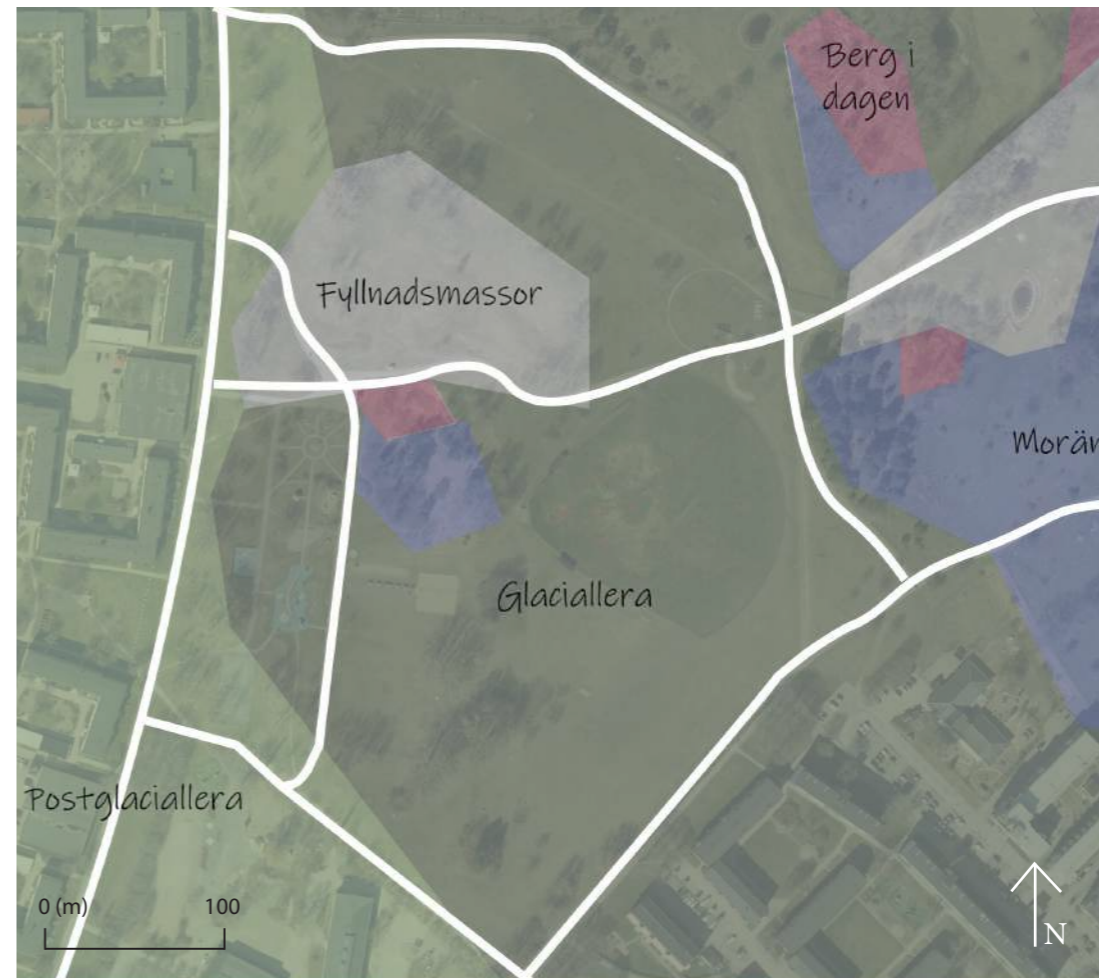 Berg i
dagen
Fyllnadsmassor
Morän
Glaciallera
Postglaciallera
0 (m) 100
N